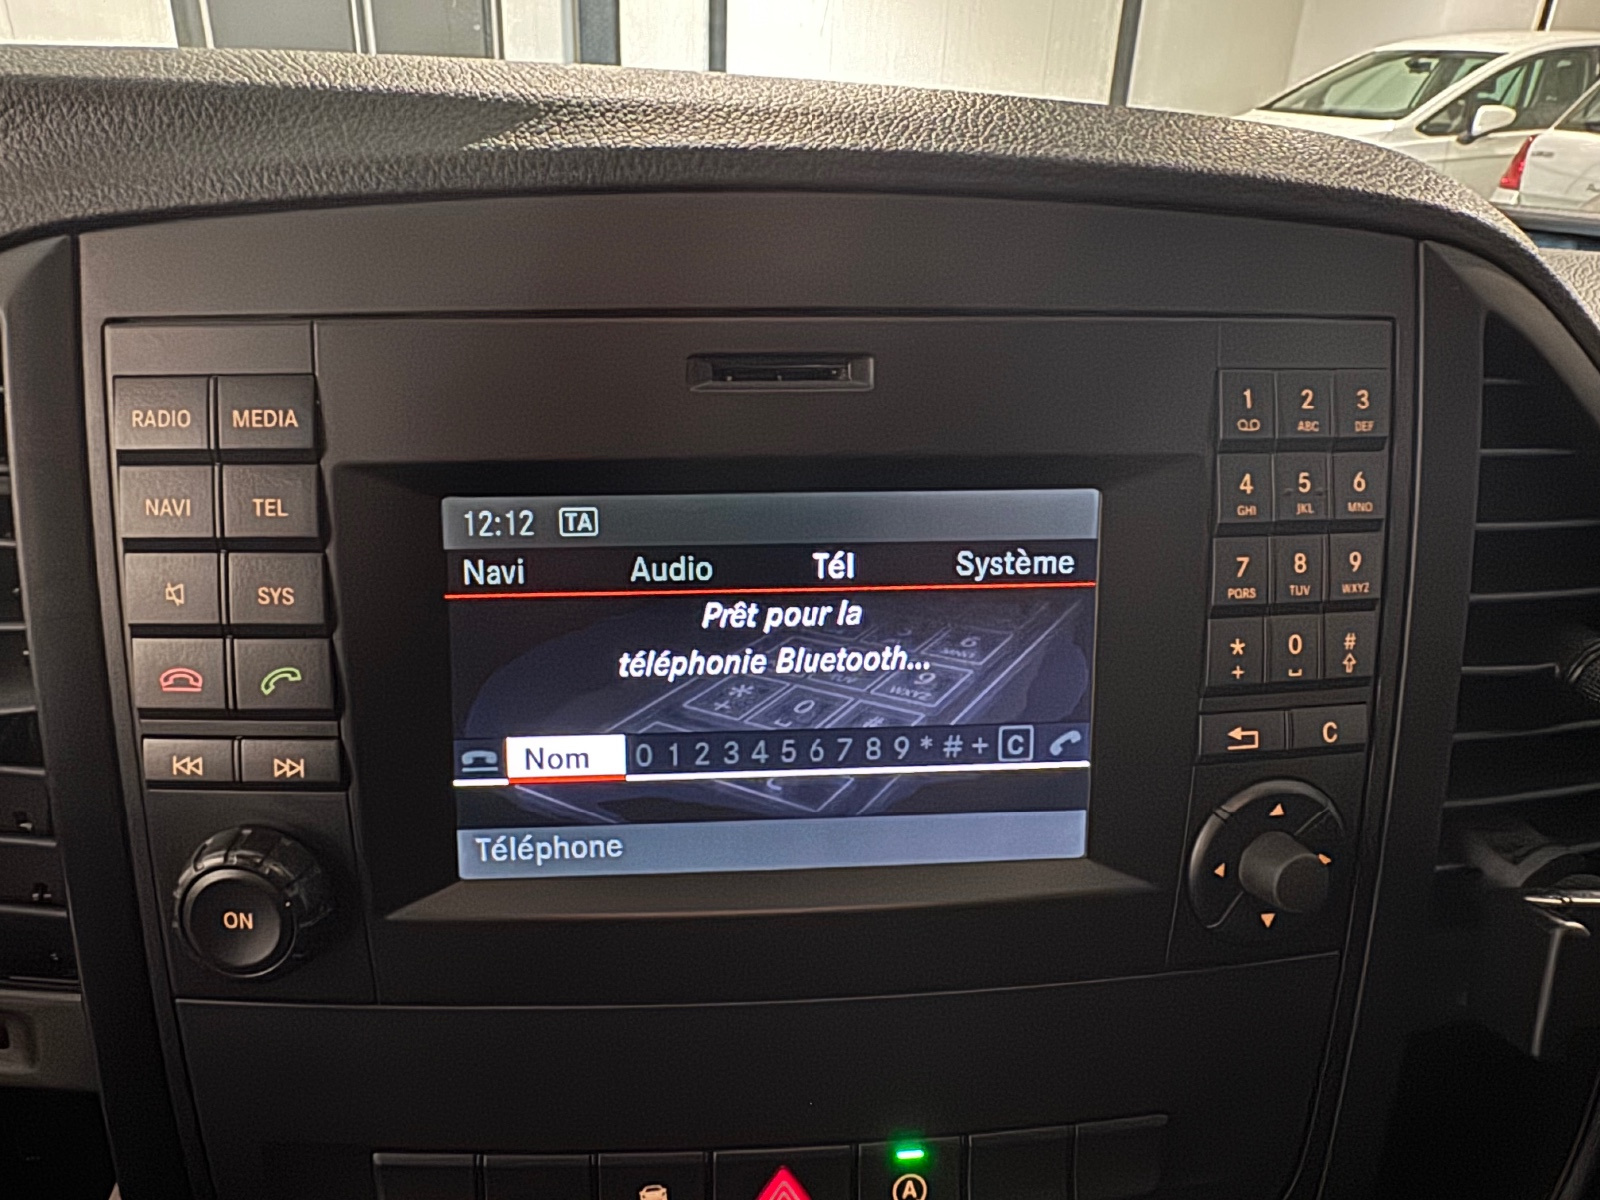 RADIO MEDIA
NAVI TEL
SYS
ON
12:12 TA
Navi Audio Tél Système
Prêt pour la
téléphonie Bluetooth...
Nom 0 1 2 3 4 5 6 7 8 9 * # + C
Téléphone
1 2 3
ABC DEF
4 5 6
GHI JKL MNO
7 8 9
PQRS TUV WXYZ
* 0 #
+
C
A